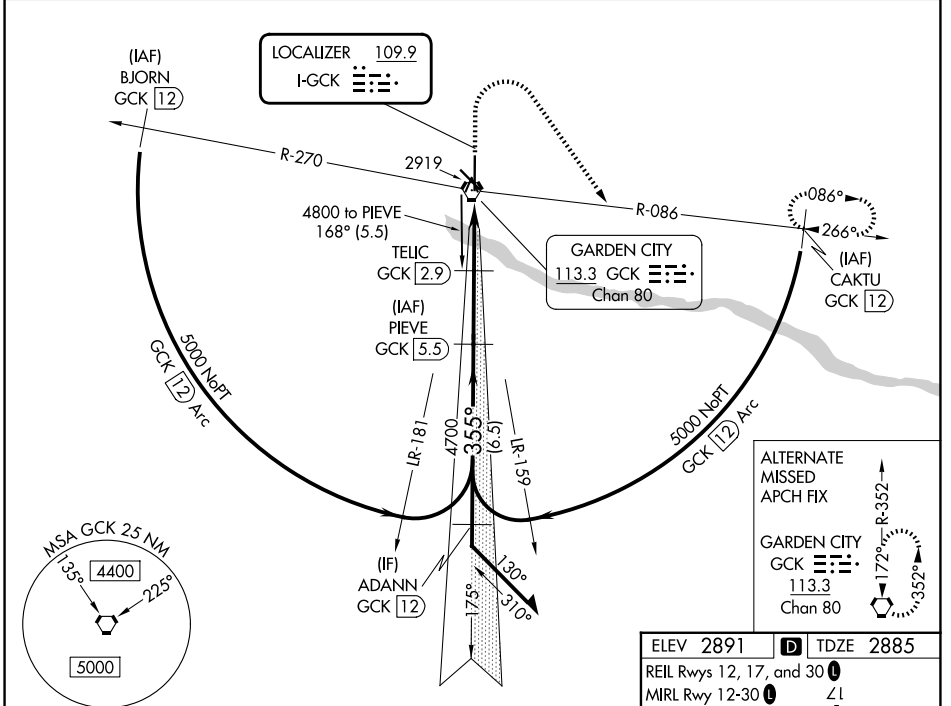 (IAF)
BJORN
GCK 12
LOCALIZER 109.9
I-GCK
R-270
2919
R-086
086°
266°
4800 to PIEVE
168° (5.5)
TELIC
GCK 2.9
GARDEN CITY
113.3 GCK
Chan 80
(IAF)
CAKTU
GCK 12
(IAF)
PIEVE
GCK 5.5
5000 NoPT
GCK 12 Arc
LR-181
4700
355°
(6.5)
LR-159
5000 NoPT
GCK 12 Arc
ALTERNATE
MISSED
APCH FIX
R-352
172°
352°
GARDEN CITY
GCK
113.3
Chan 80
MSA GCK 25 NM
135°
4400
225°
5000
(IF)
ADANN
GCK 12
175°
130°
310°
ELEV 2891 D TDZE 2885
REIL Rwys 12, 17, and 30 L
MIRL Rwy 12-30 L
17